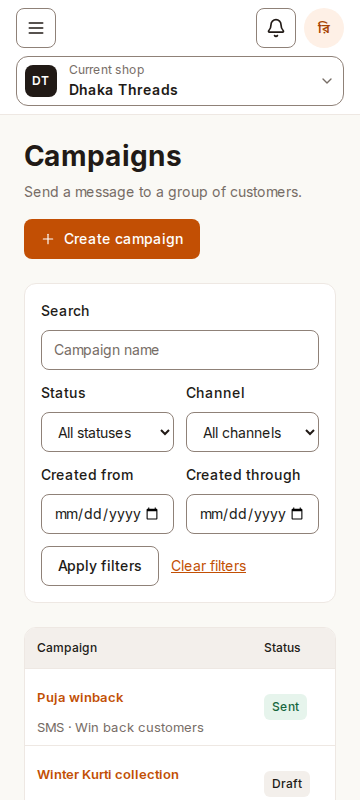 রি
DT
Current shop
Dhaka Threads
Campaigns
Send a message to a group of customers.
+ Create campaign
Search
Campaign name
Status Channel
All statuses All channels
Created from Created through
mm/dd/yyyy mm/dd/yyyy
Apply filters Clear filters
Campaign Status
Puja winback
Sent
SMS · Win back customers
Winter Kurti collection
Draft